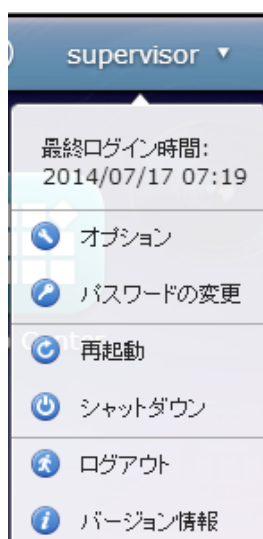 supervisor
最終ログイン時間:
2014/07/17 07:19
オプション
パスワードの変更
再起動
シャットダウン
ログアウト
バージョン情報